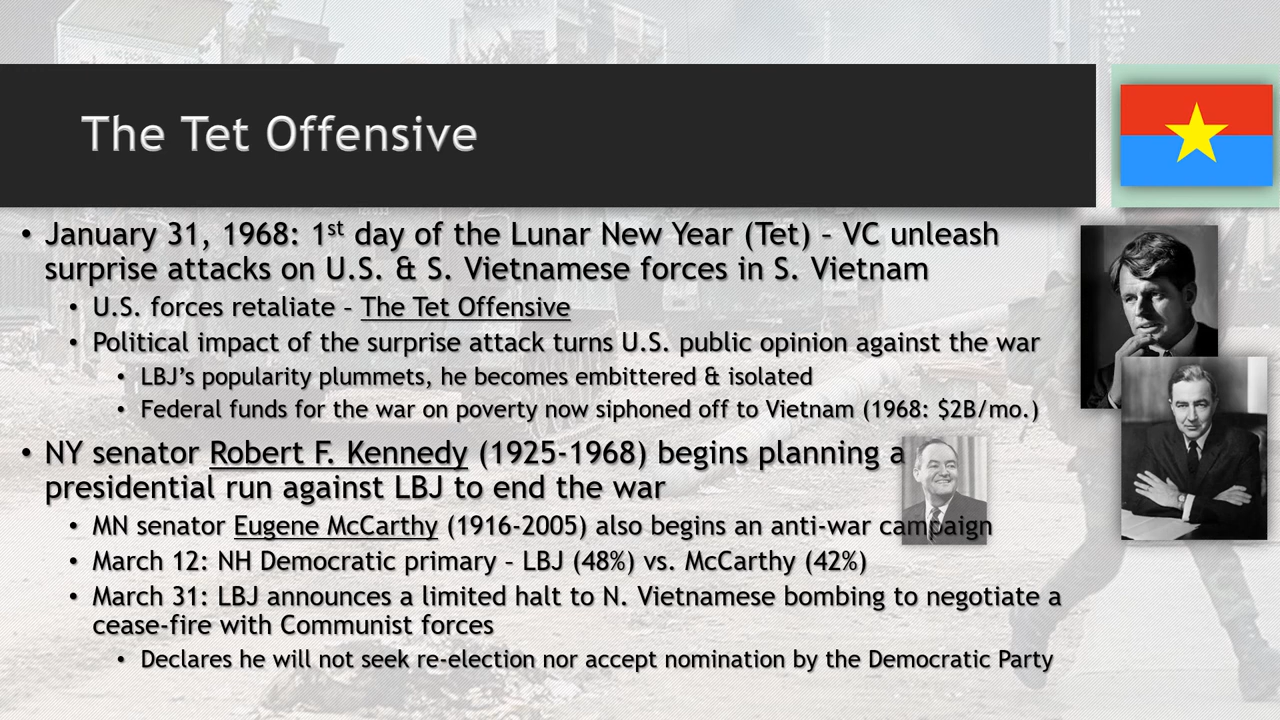 The Tet Offensive
• January 31, 1968: 1st day of the Lunar New Year (Tet) – VC unleash
surprise attacks on U.S. & S. Vietnamese forces in S. Vietnam
• U.S. forces retaliate – The Tet Offensive
• Political impact of the surprise attack turns U.S. public opinion against the war
• LBJ’s popularity plummets, he becomes embittered & isolated
• Federal funds for the war on poverty now siphoned off to Vietnam (1968: $2B/mo.)
• NY senator Robert F. Kennedy (1925-1968) begins planning a
presidential run against LBJ to end the war
• MN senator Eugene McCarthy (1916-2005) also begins an anti-war campaign
• March 12: NH Democratic primary – LBJ (48%) vs. McCarthy (42%)
• March 31: LBJ announces a limited halt to N. Vietnamese bombing to negotiate a
cease-fire with Communist forces
• Declares he will not seek re-election nor accept nomination by the Democratic Party